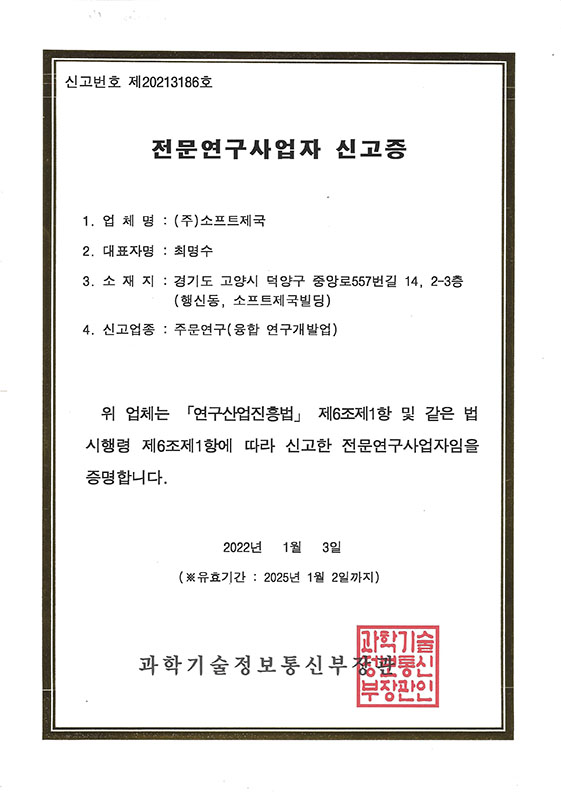 신고번호 제20213186호
전문연구사업자 신고증
1. 업 체 명 : (주)소프트제국
2. 대표자명 : 최명수
3. 소 재 지 : 경기도 고양시 덕양구 중앙로557번길 14, 2-3층
(행신동, 소프트제국빌딩)
4. 신고업종 : 주문연구(융합 연구개발업)
위 업체는 「연구산업진흥법」 제6조제1항 및 같은 법
시행령 제6조제1항에 따라 신고한 전문연구사업자임을
증명합니다.
2022년 1월 3일
(※유효기간 : 2025년 1월 2일까지)
과학기술정보통신부장관
과학기술
정보통신
부장관인